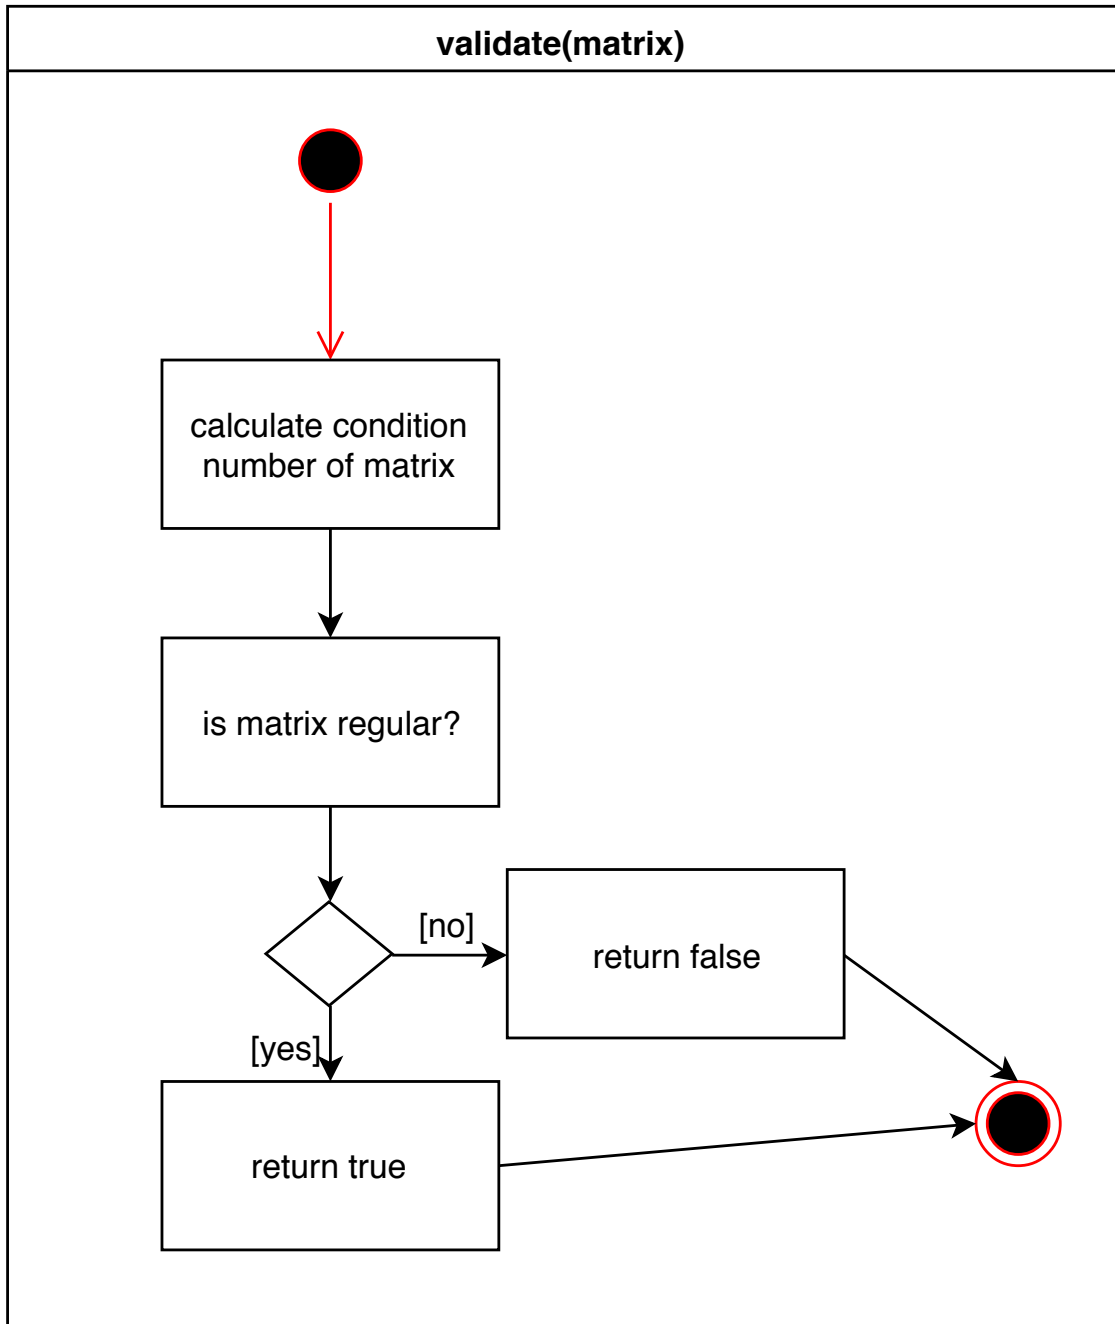 validate(matrix)
calculate condition
number of matrix
is matrix regular?
[no]
return false
[yes]
return true